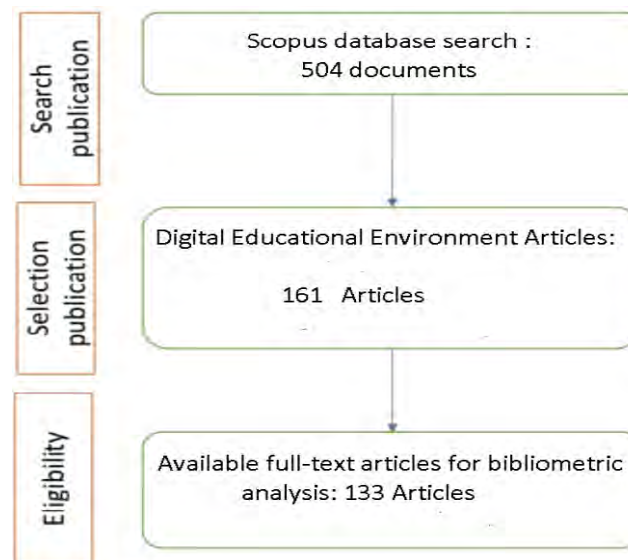 Search
publication
Scopus database search :
504 documents
Selection
publication
Digital Educational Environment Articles:
161 Articles
Eligibility
Available full-text articles for bibliometric
analysis: 133 Articles